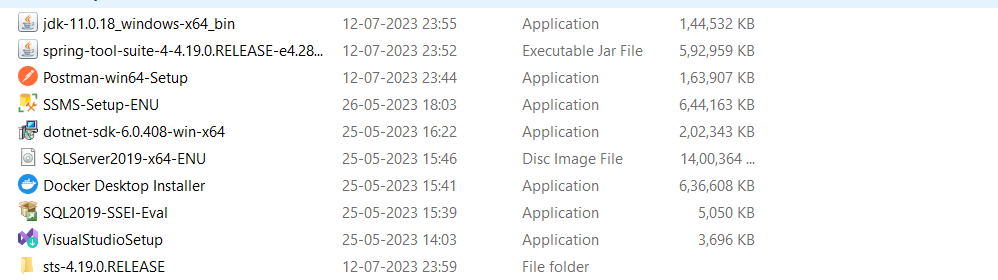 jdk-11.0.18_windows-x64_bin 12-07-2023 23:55 Application 1,44,532 KB
spring-tool-suite-4-4.19.0.RELEASE-e4.28... 12-07-2023 23:52 Executable Jar File 5,92,959 KB
Postman-win64-Setup 12-07-2023 23:44 Application 1,63,907 KB
SSMS-Setup-ENU 26-05-2023 18:03 Application 6,44,163 KB
dotnet-sdk-6.0.408-win-x64 25-05-2023 16:22 Application 2,02,343 KB
SQLServer2019-x64-ENU 25-05-2023 15:46 Disc Image File 14,00,364 ...
Docker Desktop Installer 25-05-2023 15:41 Application 6,36,608 KB
SQL2019-SSEI-Eval 25-05-2023 15:39 Application 5,050 KB
VisualStudioSetup 25-05-2023 14:03 Application 3,696 KB
sts-4.19.0.RELEASE 12-07-2023 23:59 File folder